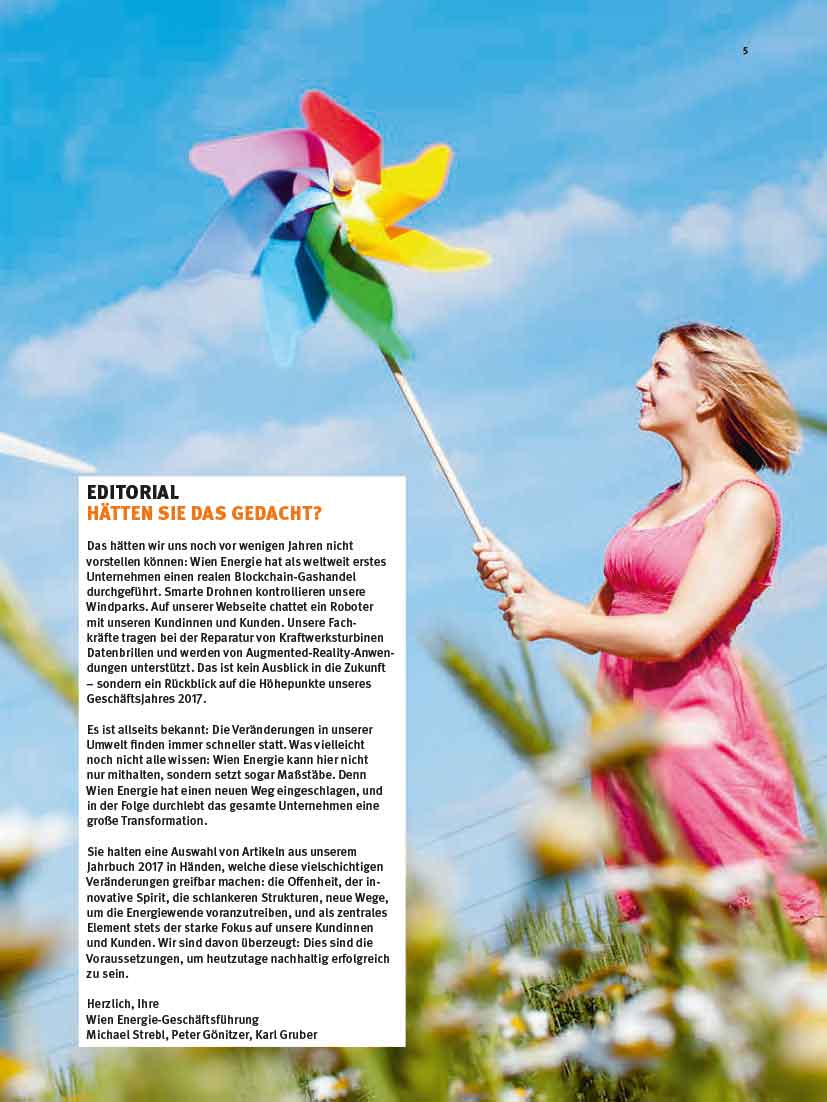 5
EDITORIAL
HÄTTEN SIE DAS GEDACHT?
Das hätten wir uns noch vor wenigen Jahren nicht
vorstellen können: Wien Energie hat als weltweit erstes
Unternehmen einen realen Blockchain-Gashandel
durchgeführt. Smarte Drohnen kontrollieren unsere
Windparks. Auf unserer Webseite chattet ein Roboter
mit unseren Kundinnen und Kunden. Unsere Fach-
kräfte tragen bei der Reparatur von Kraftwerksturbinen
Datenbrillen und werden von Augmented-Reality-Anwen-
dungen unterstützt. Das ist kein Ausblick in die Zukunft
– sondern ein Rückblick auf die Höhepunkte unseres
Geschäftsjahres 2017.
Es ist allseits bekannt: Die Veränderungen in unserer
Umwelt finden immer schneller statt. Was vielleicht
noch nicht alle wissen: Wien Energie kann hier nicht
nur mithalten, sondern setzt sogar Maßstäbe. Denn
Wien Energie hat einen neuen Weg eingeschlagen, und
in der Folge durchlebt das gesamte Unternehmen eine
große Transformation.
Sie halten eine Auswahl von Artikeln aus unserem
Jahrbuch 2017 in Händen, welche diese vielschichtigen
Veränderungen greifbar machen: die Offenheit, der in-
novative Spirit, die schlankeren Strukturen, neue Wege,
um die Energiewende voranzutreiben, und als zentrales
Element stets der starke Fokus auf unsere Kundinnen
und Kunden. Wir sind davon überzeugt: Dies sind die
Voraussetzungen, um heutzutage nachhaltig erfolgreich
zu sein.
Herzlich, Ihre
Wien Energie-Geschäftsführung
Michael Strebl, Peter Gönitzer, Karl Gruber